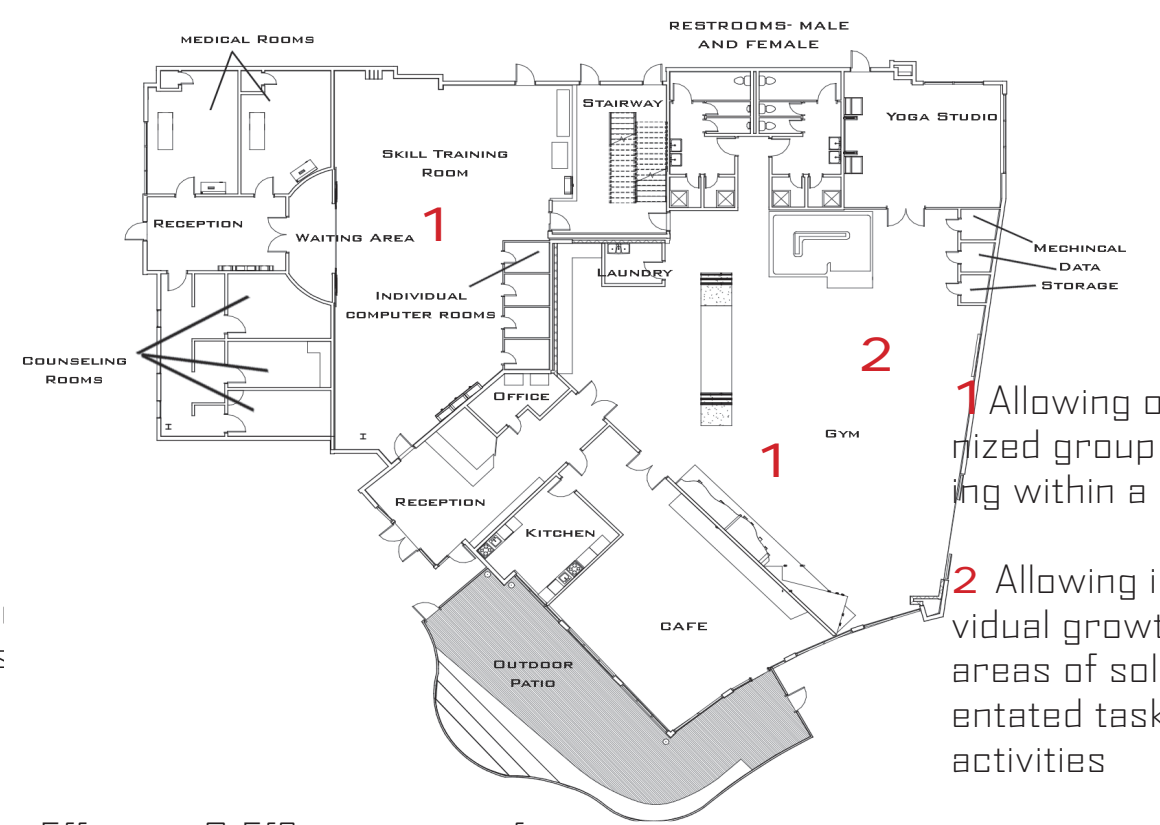 RESTROOMS- MALE
AND FEMALE
MEDICAL ROOMS
STAIRWAY
YOGA STUDIO
SKILL TRAINING
ROOM
RECEPTION
WAITING AREA
1
MECHINCAL
DATA
STORAGE
LAUNDRY
INDIVIDUAL
COMPUTER ROOMS
COUNSELING
ROOMS
2
OFFICE
GYM
1
RECEPTION
KITCHEN
CAFE
OUTDOOR
PATIO
1 Allowing
nized group
ing within a
2 Allowing
vidual growt
areas of sol
entated task
activities